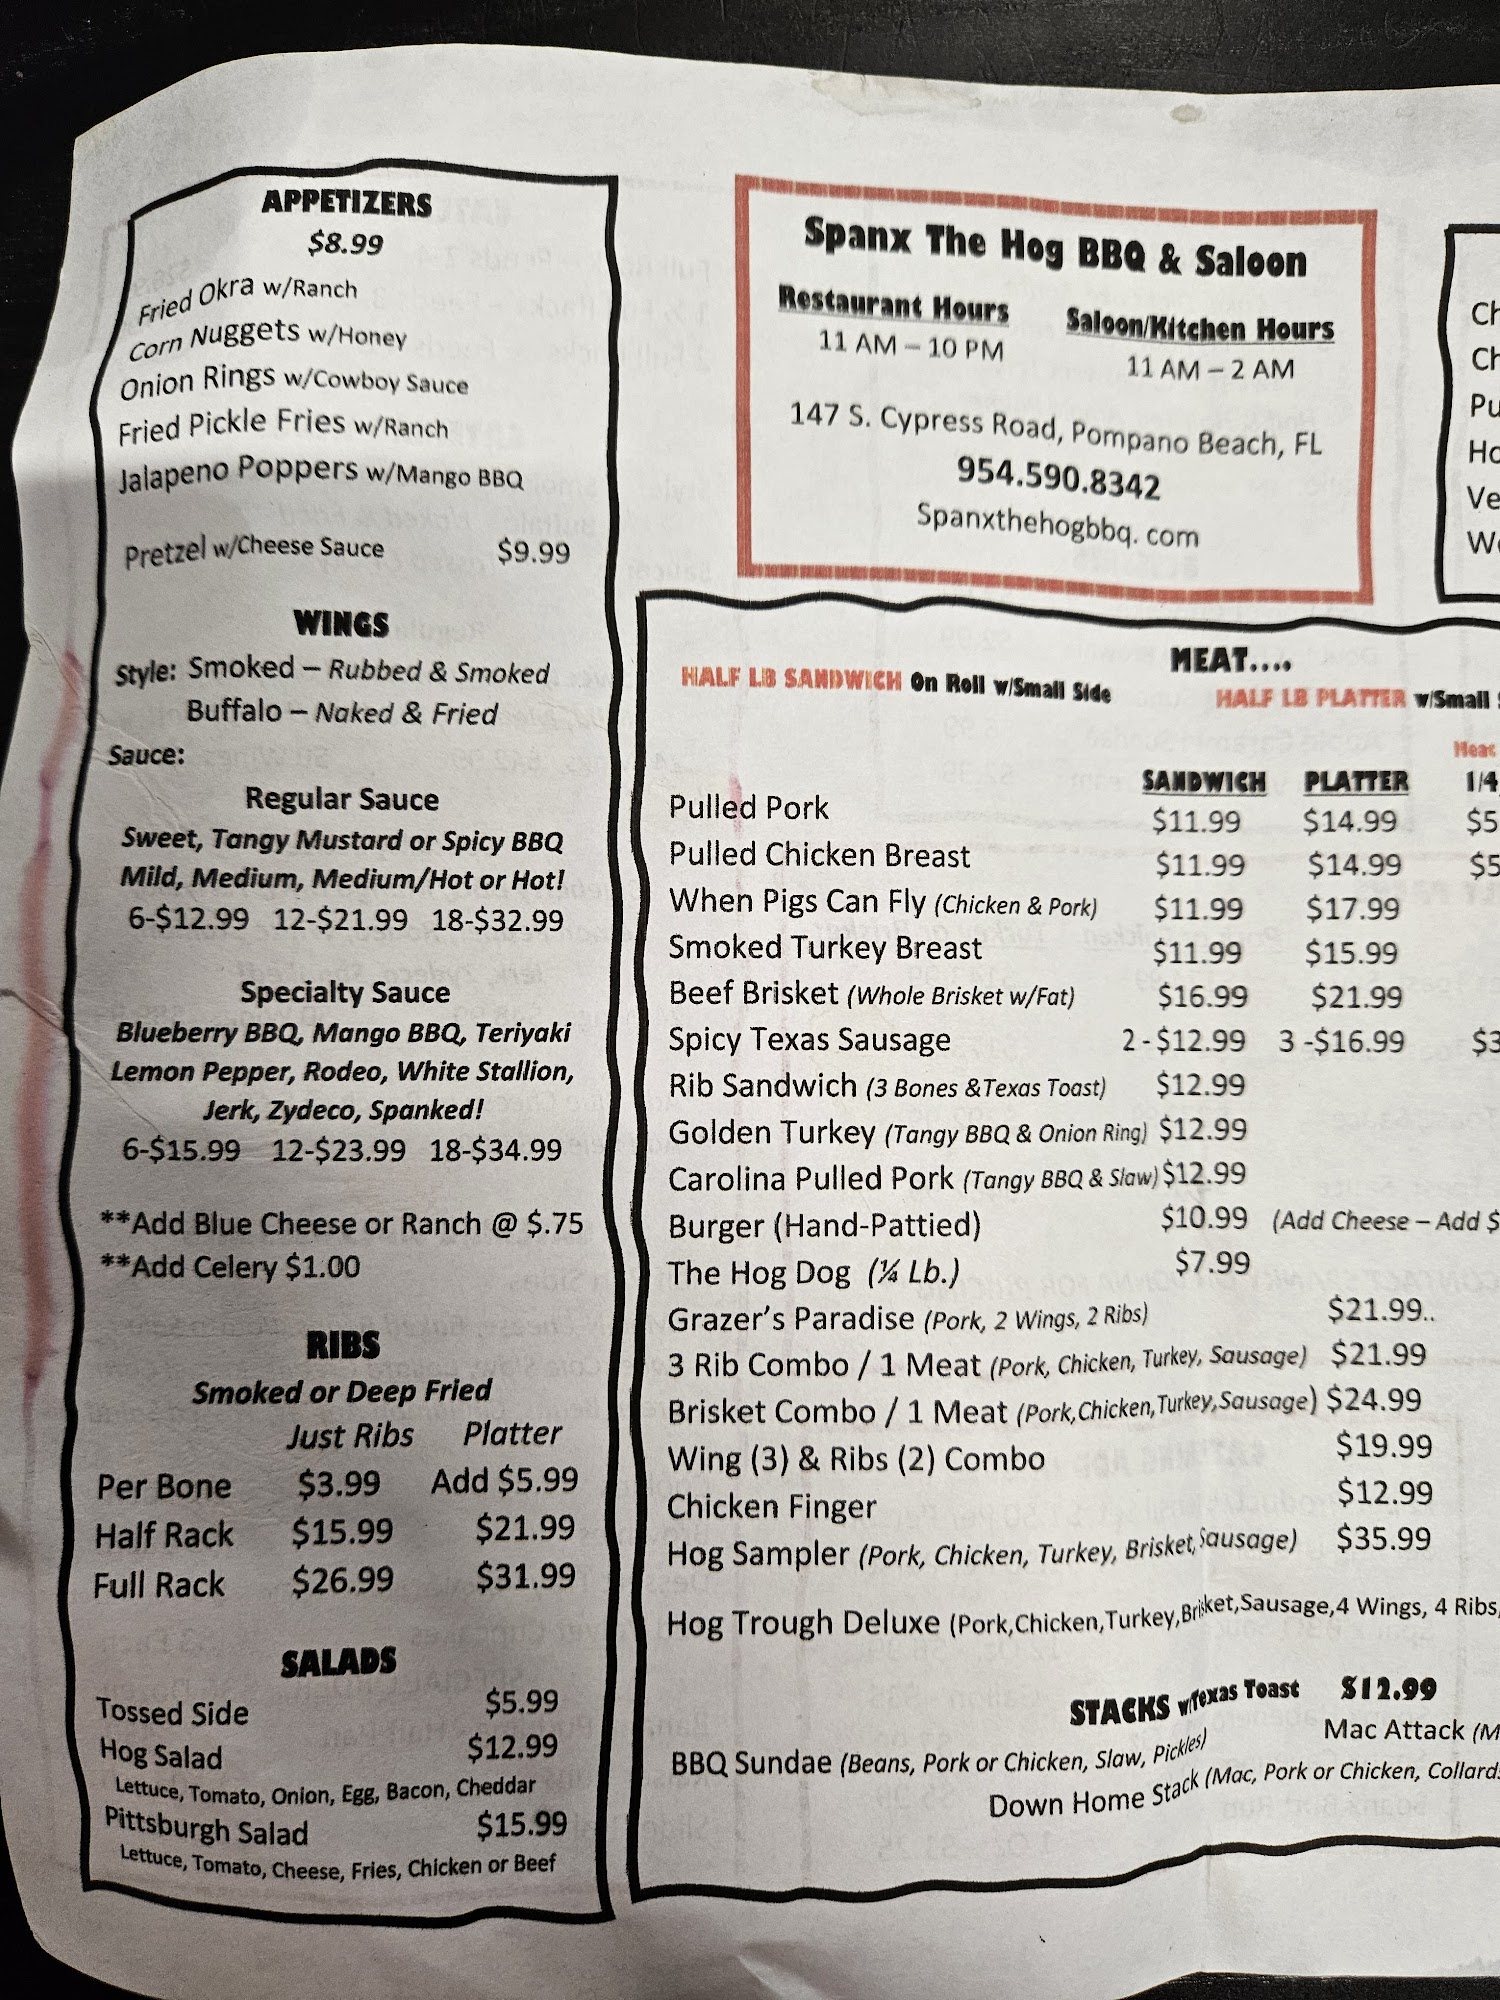 APPETIZERS
$8.99
Fried Okra w/Ranch
Corn Nuggets w/Honey
Onion Rings w/Cowboy Sauce
Fried Pickle Fries w/Ranch
Jalapeno Poppers w/Mango BBQ
Pretzel w/Cheese Sauce $9.99
WINGS
Style: Smoked – Rubbed & Smoked
Buffalo – Naked & Fried
Sauce:
Regular Sauce
Sweet, Tangy Mustard or Spicy BBQ
Mild, Medium, Medium/Hot or Hot!
6-$12.99 12-$21.99 18-$32.99
Specialty Sauce
Blueberry BBQ, Mango BBQ, Teriyaki
Lemon Pepper, Rodeo, White Stallion,
Jerk, Zydeco, Spanked!
6-$15.99 12-$23.99 18-$34.99
**Add Blue Cheese or Ranch @ $.75
**Add Celery $1.00
RIBS
Smoked or Deep Fried
Just Ribs Platter
Per Bone $3.99 Add $5.99
Half Rack $15.99 $21.99
Full Rack $26.99 $31.99
SALADS
Tossed Side $5.99
Hog Salad $12.99
Lettuce, Tomato, Onion, Egg, Bacon, Cheddar
Pittsburgh Salad $15.99
Lettuce, Tomato, Cheese, Fries, Chicken or Beef
Spanx The Hog BBQ & Saloon
Restaurant Hours Saloon/Kitchen Hours
11 AM – 10 PM 11 AM – 2 AM
147 S. Cypress Road, Pompano Beach, FL
954.590.8342
Spanxthehogbbq. com
MEAT....
HALF LB SANDWICH On Roll w/Small Side HALF LB PLATTER w/Small
SANDWICH PLATTER 1/4
Pulled Pork $11.99 $14.99 $5
Pulled Chicken Breast $11.99 $14.99 $5
When Pigs Can Fly (Chicken & Pork) $11.99 $17.99
Smoked Turkey Breast $11.99 $15.99
Beef Brisket (Whole Brisket w/Fat) $16.99 $21.99
Spicy Texas Sausage 2 - $12.99 3 -$16.99 $3
Rib Sandwich (3 Bones &Texas Toast) $12.99
Golden Turkey (Tangy BBQ & Onion Ring) $12.99
Carolina Pulled Pork (Tangy BBQ & Slaw) $12.99
Burger (Hand-Pattied) $10.99 (Add Cheese – Add $
The Hog Dog (¼ Lb.) $7.99
Grazer's Paradise (Pork, 2 Wings, 2 Ribs) $21.99..
3 Rib Combo / 1 Meat (Pork, Chicken, Turkey, Sausage) $21.99
Brisket Combo / 1 Meat (Pork,Chicken,Turkey,Sausage) $24.99
Wing (3) & Ribs (2) Combo $19.99
Chicken Finger $12.99
Hog Sampler (Pork, Chicken, Turkey, Brisket, Sausage) $35.99
Hog Trough Deluxe (Pork,Chicken,Turkey,Brisket,Sausage,4 Wings, 4 Ribs,
STACKS w/Texas Toast $12.99
BBQ Sundae (Beans, Pork or Chicken, Slaw, Pickles) Mac Attack
Down Home Stack (Mac, Pork or Chicken, Collards